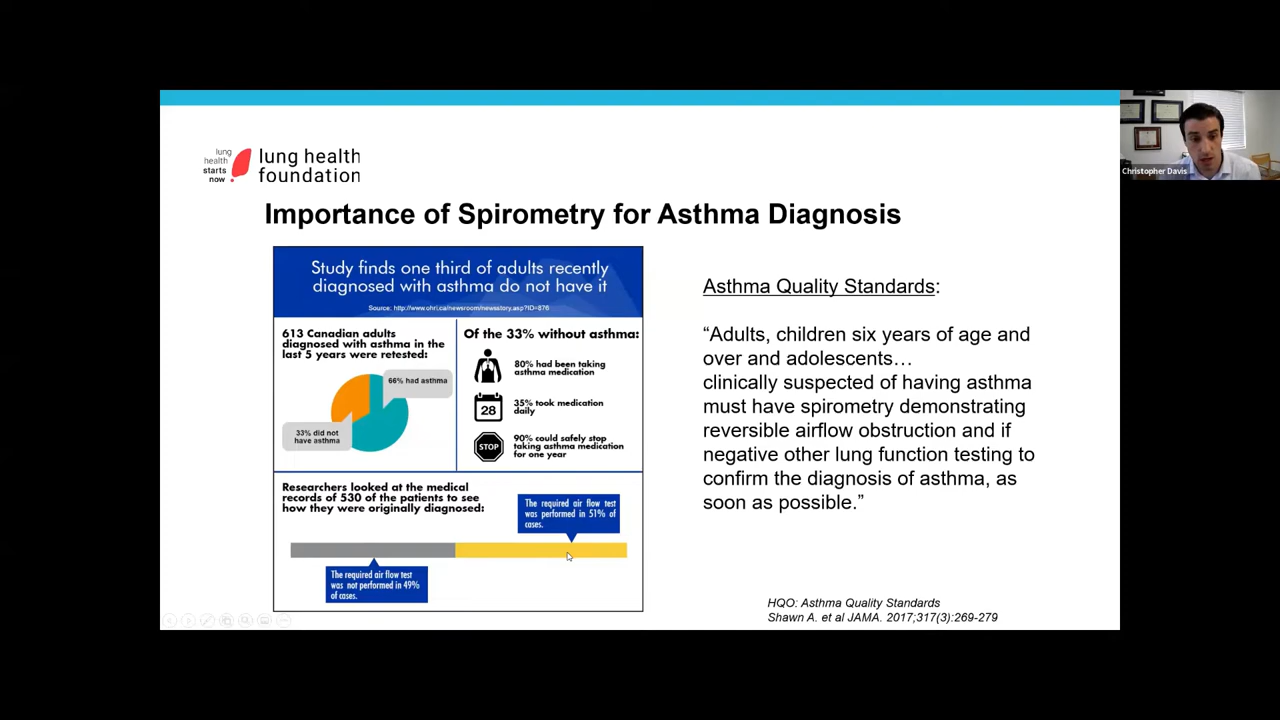 lung
health
starts
now
lung health
foundation
Christopher Davis
Importance of Spirometry for Asthma Diagnosis
Study finds one third of adults recently
diagnosed with asthma do not have it
Source: http://www.ohri.ca/newsroom/newsstory.asp?ID=876
613 Canadian adults
diagnosed with asthma in the
last 5 years were retested:
66% had asthma
33% did not
have asthma
Of the 33% without asthma:
80% had been taking
asthma medication
28
35% took medication
daily
STOP
90% could safely stop
taking asthma medication
for one year
Researchers looked at the medical
records of 530 of the patients to see
how they were originally diagnosed:
The required air flow test
was performed in 51% of
cases.
The required air flow test
was not performed in 49%
of cases.
Asthma Quality Standards:
“Adults, children six years of age and
over and adolescents…
clinically suspected of having asthma
must have spirometry demonstrating
reversible airflow obstruction and if
negative other lung function testing to
confirm the diagnosis of asthma, as
soon as possible.”
HQO: Asthma Quality Standards
Shawn A. et al JAMA. 2017;317(3):269-279